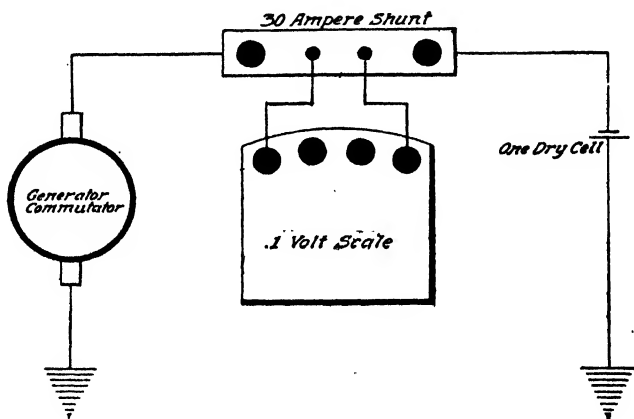 30 Ampere Shunt
One Dry Cell
Generator
Commutator
.1 Volt Scale